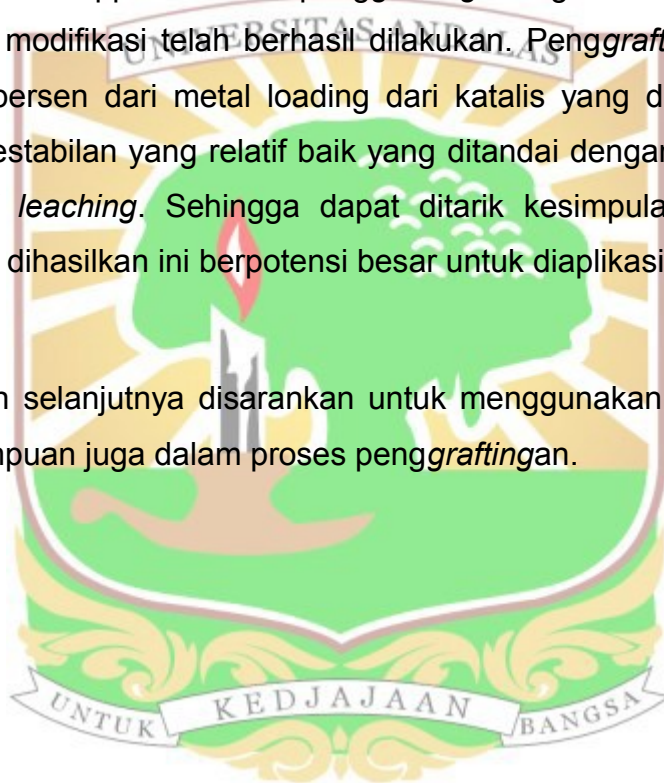 modifikasi telah berhasil dilakukan. Penggraft
UNIVERSITAS ANDALAS
persen dari metal loading dari katalis yang d
estabilan yang relatif baik yang ditandai dengan
leaching. Sehingga dapat ditarik kesimpula
dihasilkan ini berpotensi besar untuk diaplikasi
n selanjutnya disarankan untuk menggunakan
mpuan juga dalam proses penggraftingan.
UNTUK KEDJAJAAN BANGSA